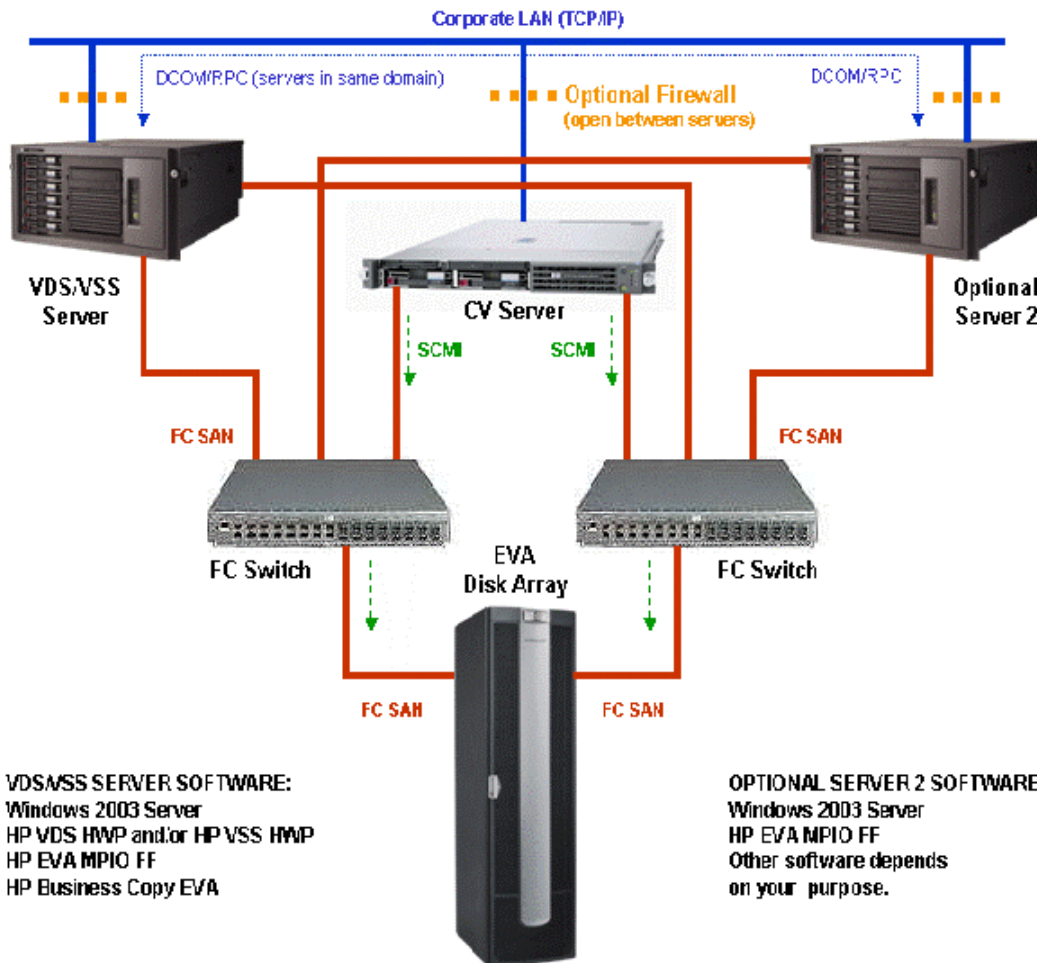 Corporate LAN (TCP/IP)
DCOM/RPC (servers in same domain)
DCOM/RPC
Optional Firewall
(open between servers)
VDS/VSS
Server
CV Server
Optional
Server 2
SCMI
SCMI
FC SAN
FC SAN
FC Switch
EVA
Disk Array
FC Switch
FC SAN
FC SAN
VDS/VSS SERVER SOFTWARE:
Windows 2003 Server
HP VDS HWP and/or HP VSS HWP
HP EVA MPIO FF
HP Business Copy EVA
OPTIONAL SERVER 2 SOFTWARE
Windows 2003 Server
HP EVA MPIO FF
Other software depends
on your purpose.